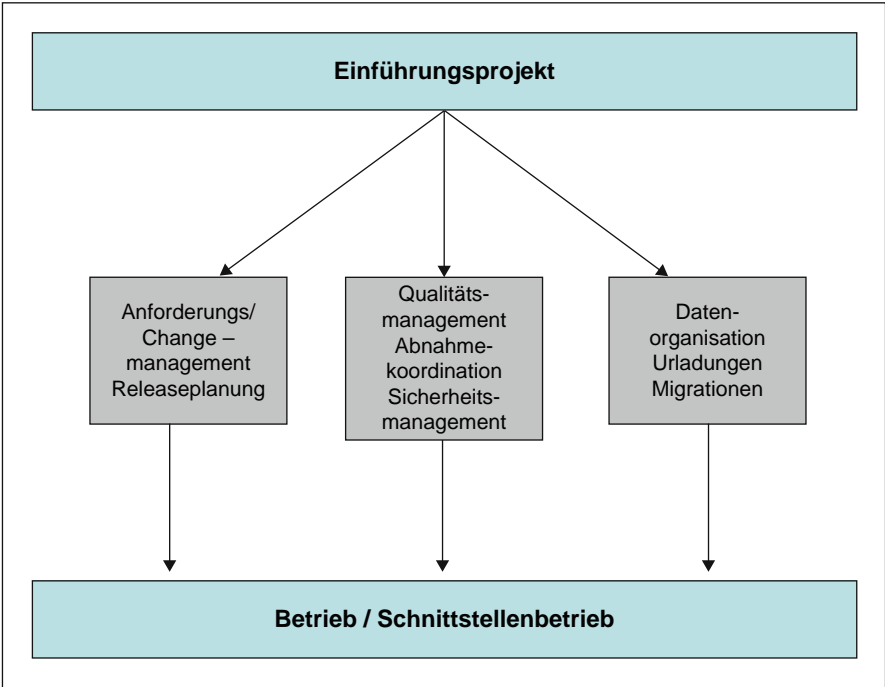 Einführungsprojekt
Anforderungs/
Change –
management
Releaseplanung
Qualitäts-
management
Abnahme-
koordination
Sicherheits-
management
Daten-
organisation
Urladungen
Migrationen
Betrieb / Schnittstellenbetrieb